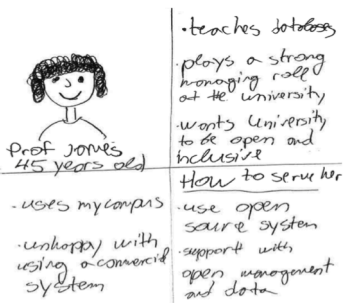 Prof Jones
45 years old
· teaches databases
· plays a strong
managing roll
at the university
· wants University
to be open and
inclusive
· uses mycampus
· unhappy with
using a commercial
system
How to serve her
· use open
source system
· support with
open management
and data